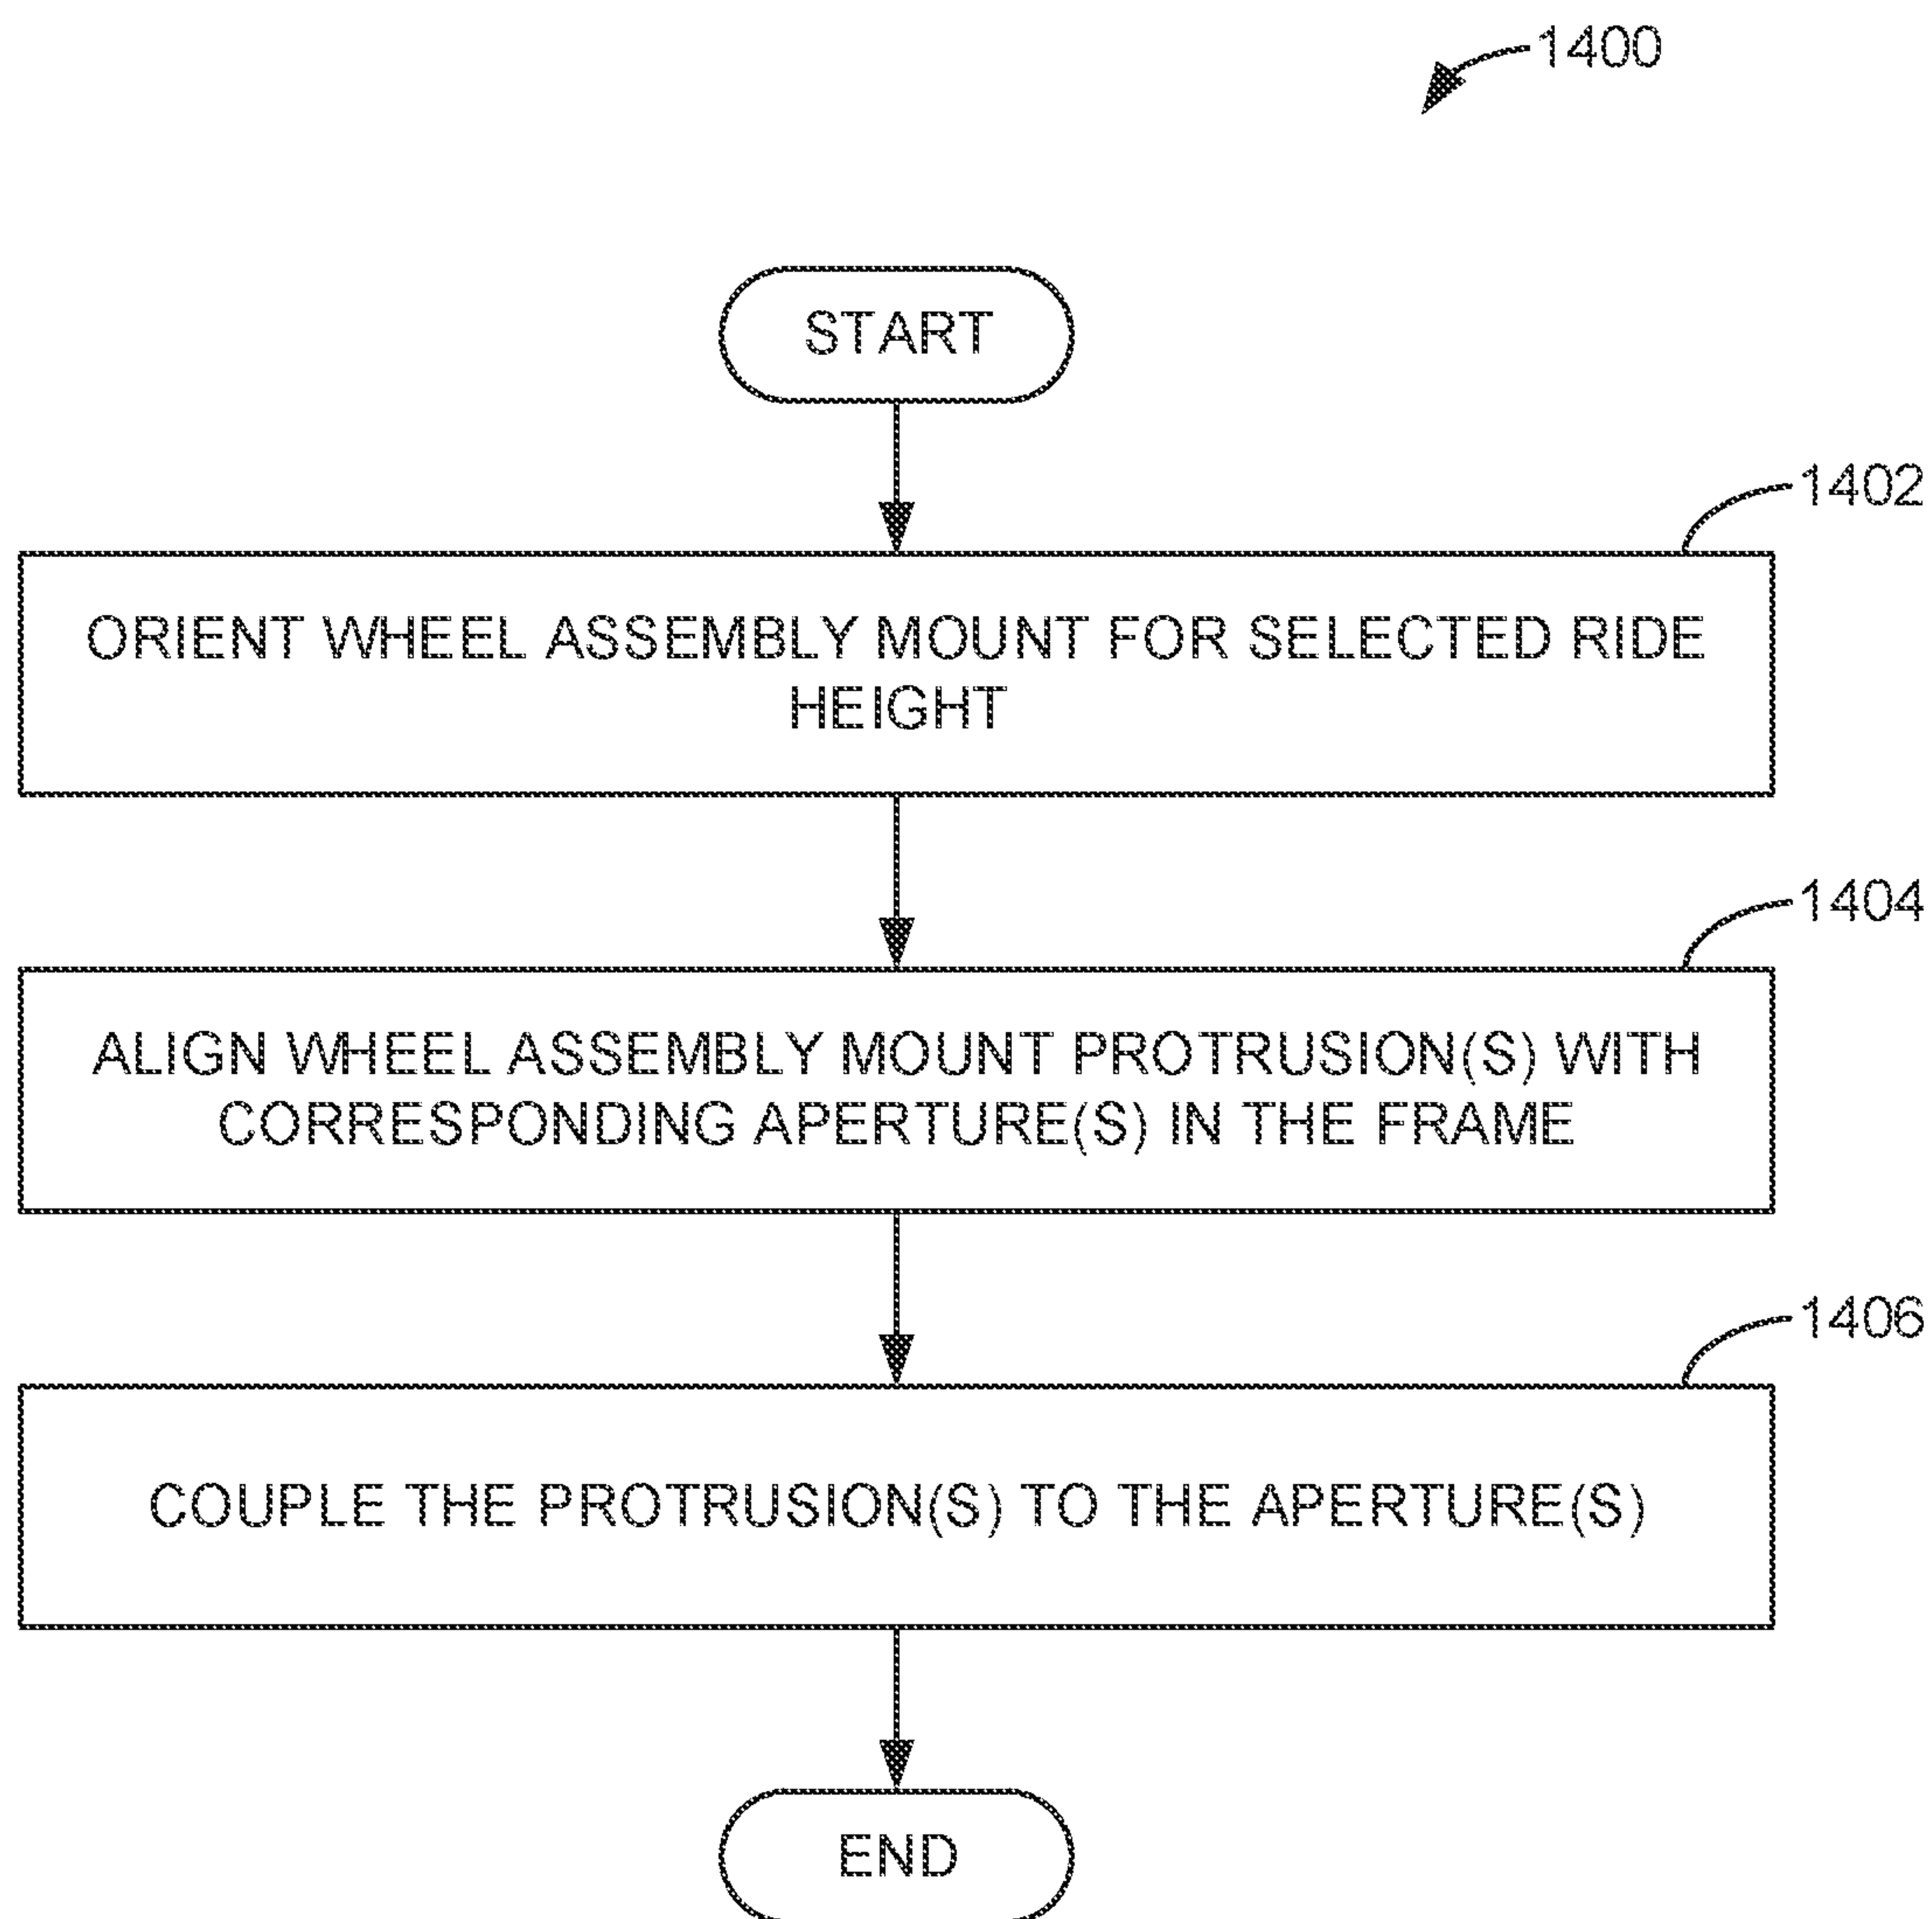 1400
START
1402
ORIENT WHEEL ASSEMBLY MOUNT FOR SELECTED RIDE
HEIGHT
1404
ALIGN WHEEL ASSEMBLY MOUNT PROTRUSION(S) WITH
CORRESPONDING APERTURE(S) IN THE FRAME
1406
COUPLE THE PROTRUSION(S) TO THE APERTURE(S)
END